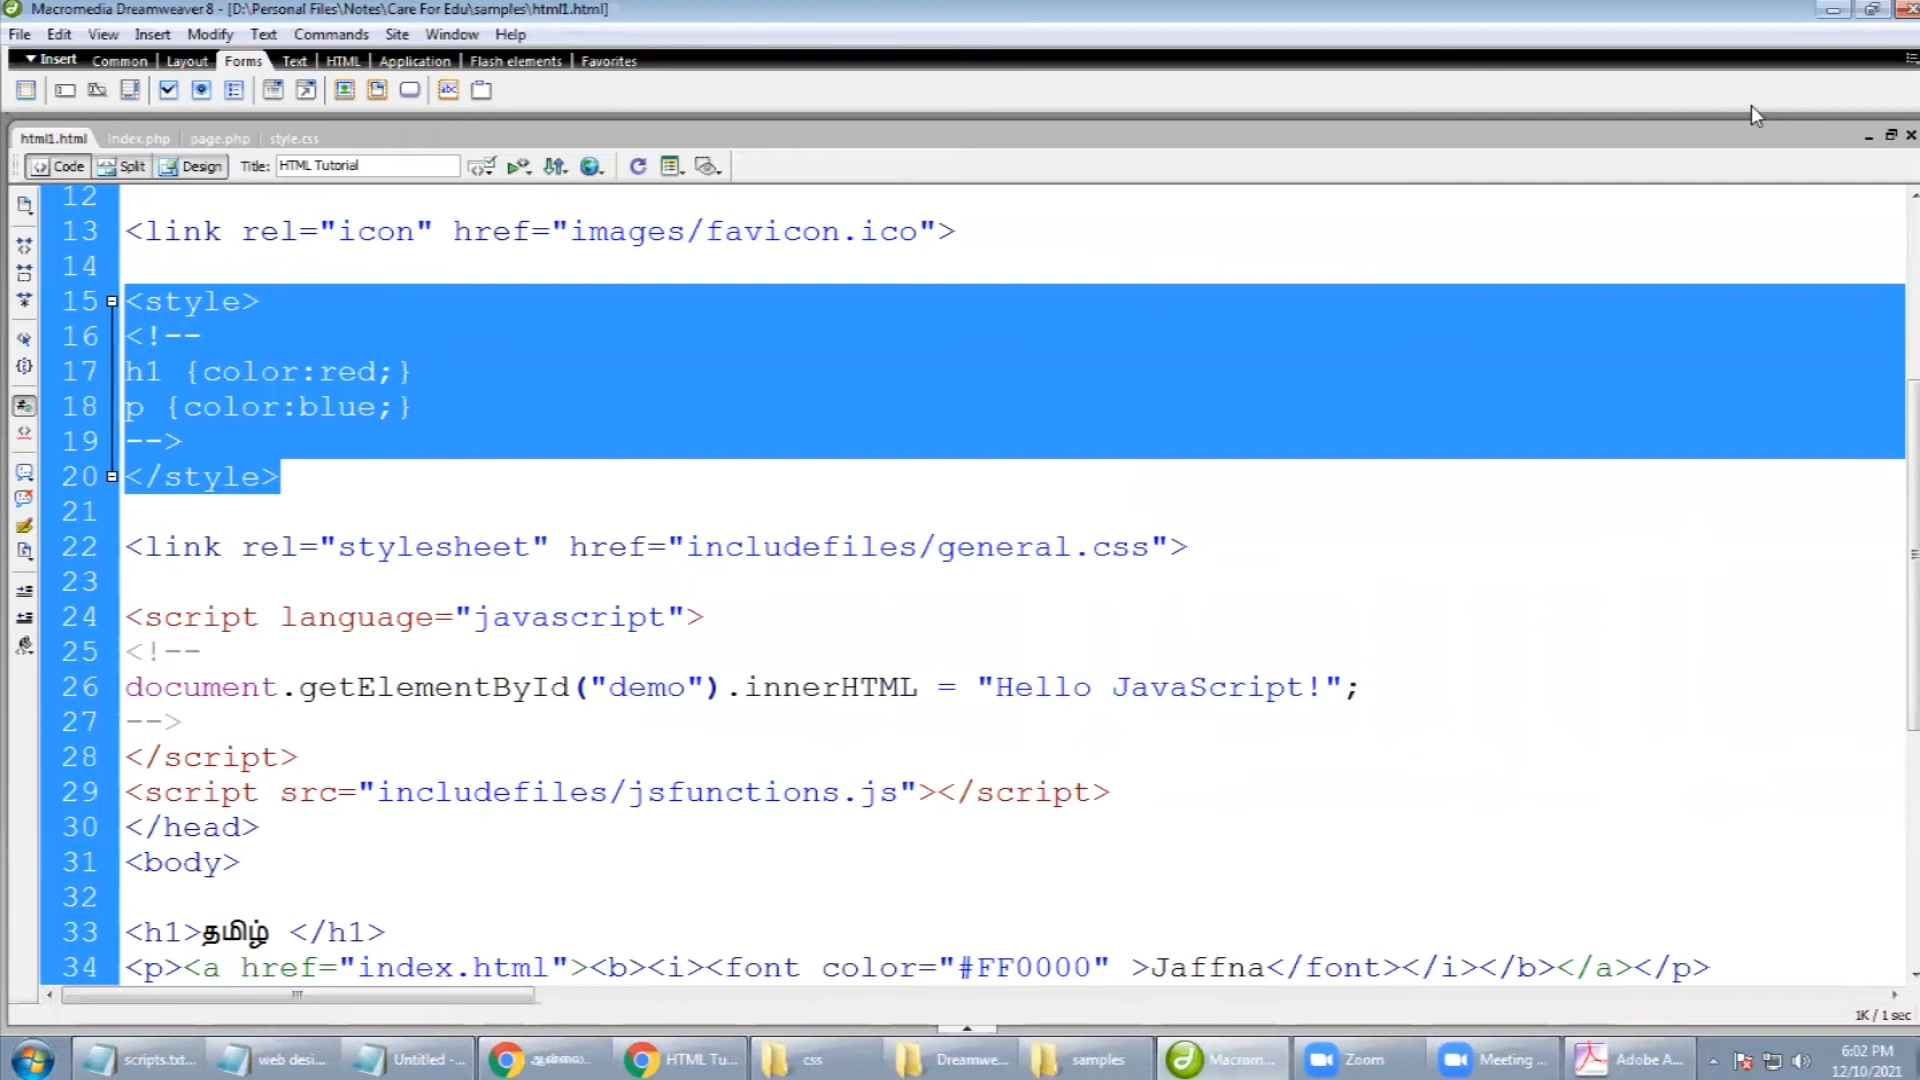 Macromedia Dreamweaver 8 - [D:\Personal Files\Notes\Care For Edu\samples\html1.html]
File Edit View Insert Modify Text Commands Site Window Help
▼ Insert Common Layout Forms Text HTML Application Flash elements Favorites
html1.html index.php page.php style.css
Code Split Design Title: HTML Tutorial
12
13 <link rel="icon" href="images/favicon.ico">
14
15 <style>
16 <!--
17 h1 {color:red;}
18 p {color:blue;}
19 -->
20 </style>
21
22 <link rel="stylesheet" href="includefiles/general.css">
23
24 <script language="javascript">
25 <!--
26 document.getElementById("demo").innerHTML = "Hello JavaScript!";
27 -->
28 </script>
29 <script src="includefiles/jsfunctions.js"></script>
30 </head>
31 <body>
32
33 <h1>தமிழ் </h1>
34 <p><a href="index.html"><b><i><font color="#FF0000" >Jaffna</font></i></b></a></p>
1K / 1 sec
scripts.txt... web desi... Untitled -... HTML Tu... css Dreamwe... samples Macrom... Zoom Meeting ... Adobe A... 6:02 PM
12/10/2021